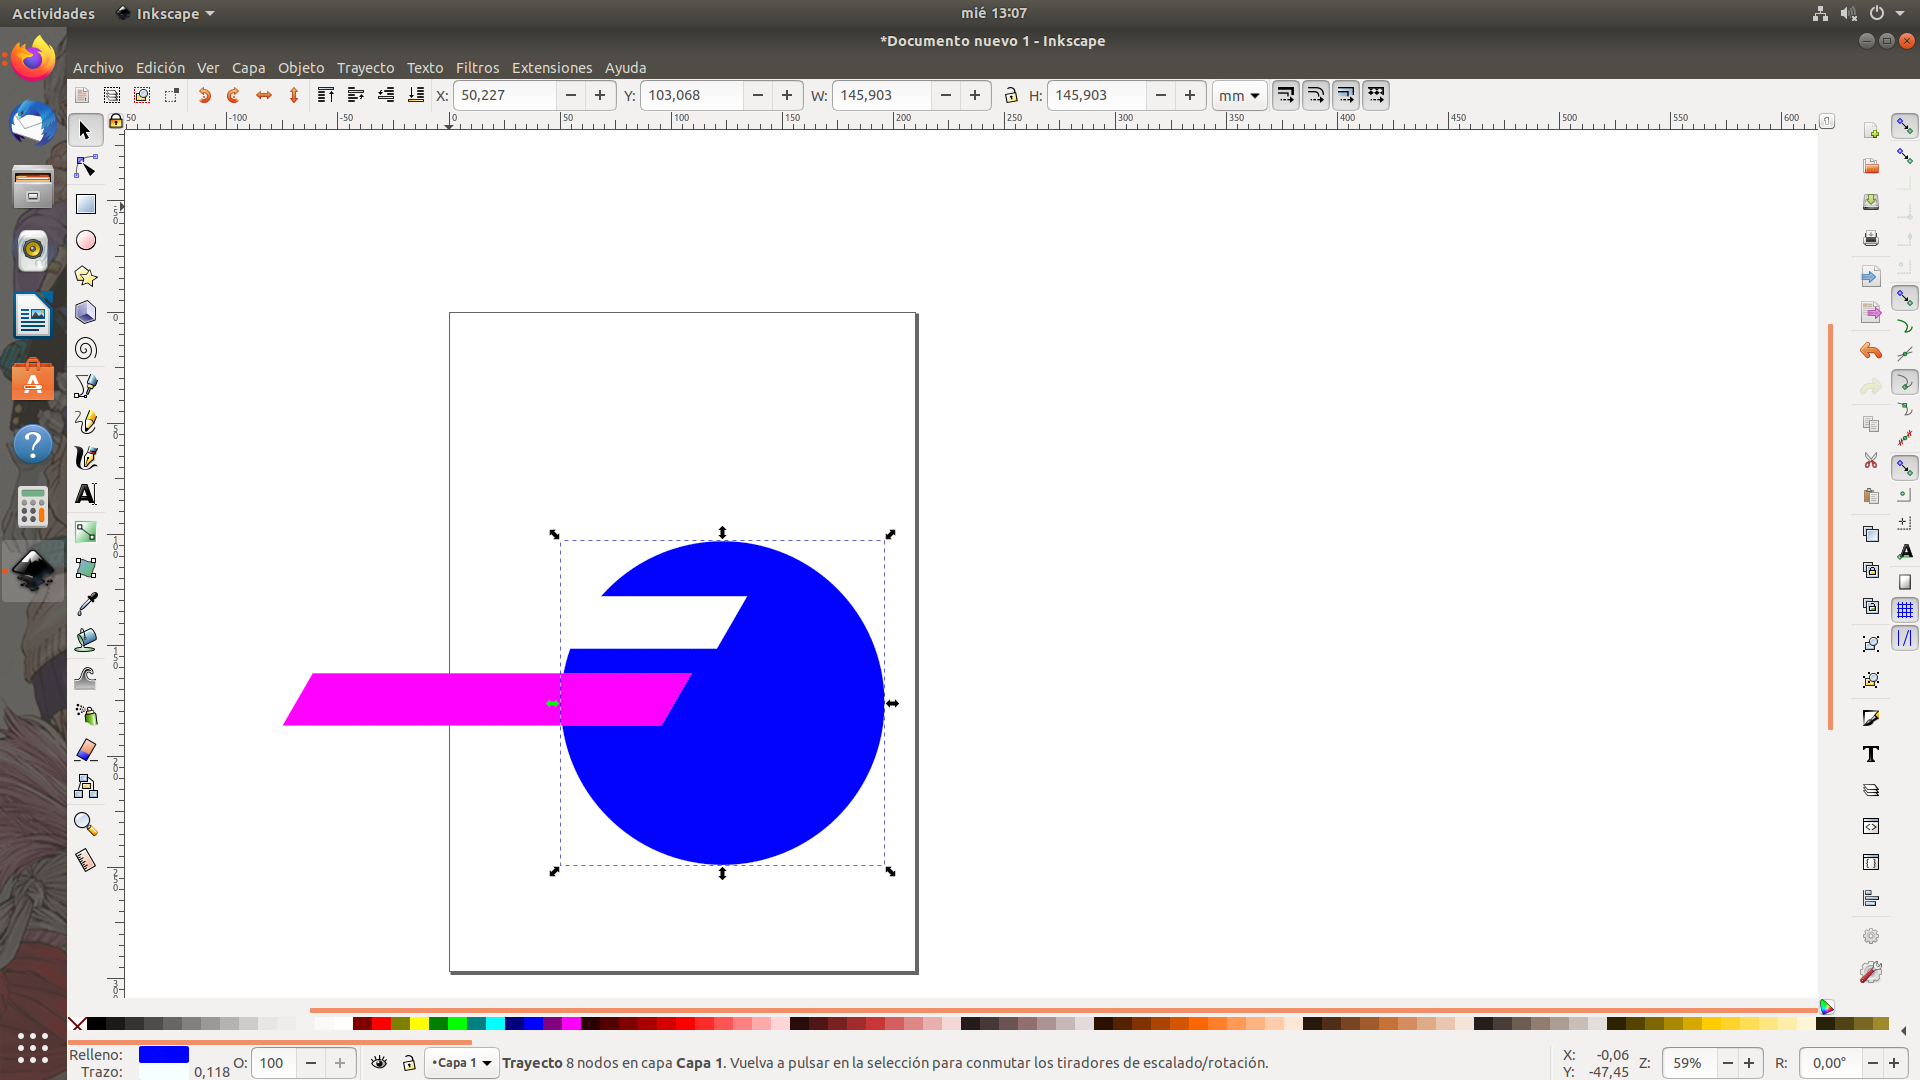 Actividades Inkscape mié 13:07
*Documento nuevo 1 - Inkscape
Archivo Edición Ver Capa Objeto Trayecto Texto Filtros Extensiones Ayuda
X: 50,227 Y: 103,068 W: 145,903 H: 145,903 mm
50 -100 -50 0 50 100 150 200 250 300 350 400 450 500 550 600
Relleno: O: 100 •Capa 1 Trayecto 8 nodos en capa Capa 1. Vuelva a pulsar en la selección para conmutar los tiradores de escalado/rotación. X: -0,06 Z: 59% R: 0,00°
Trazo: 0,118 Y: -47,45